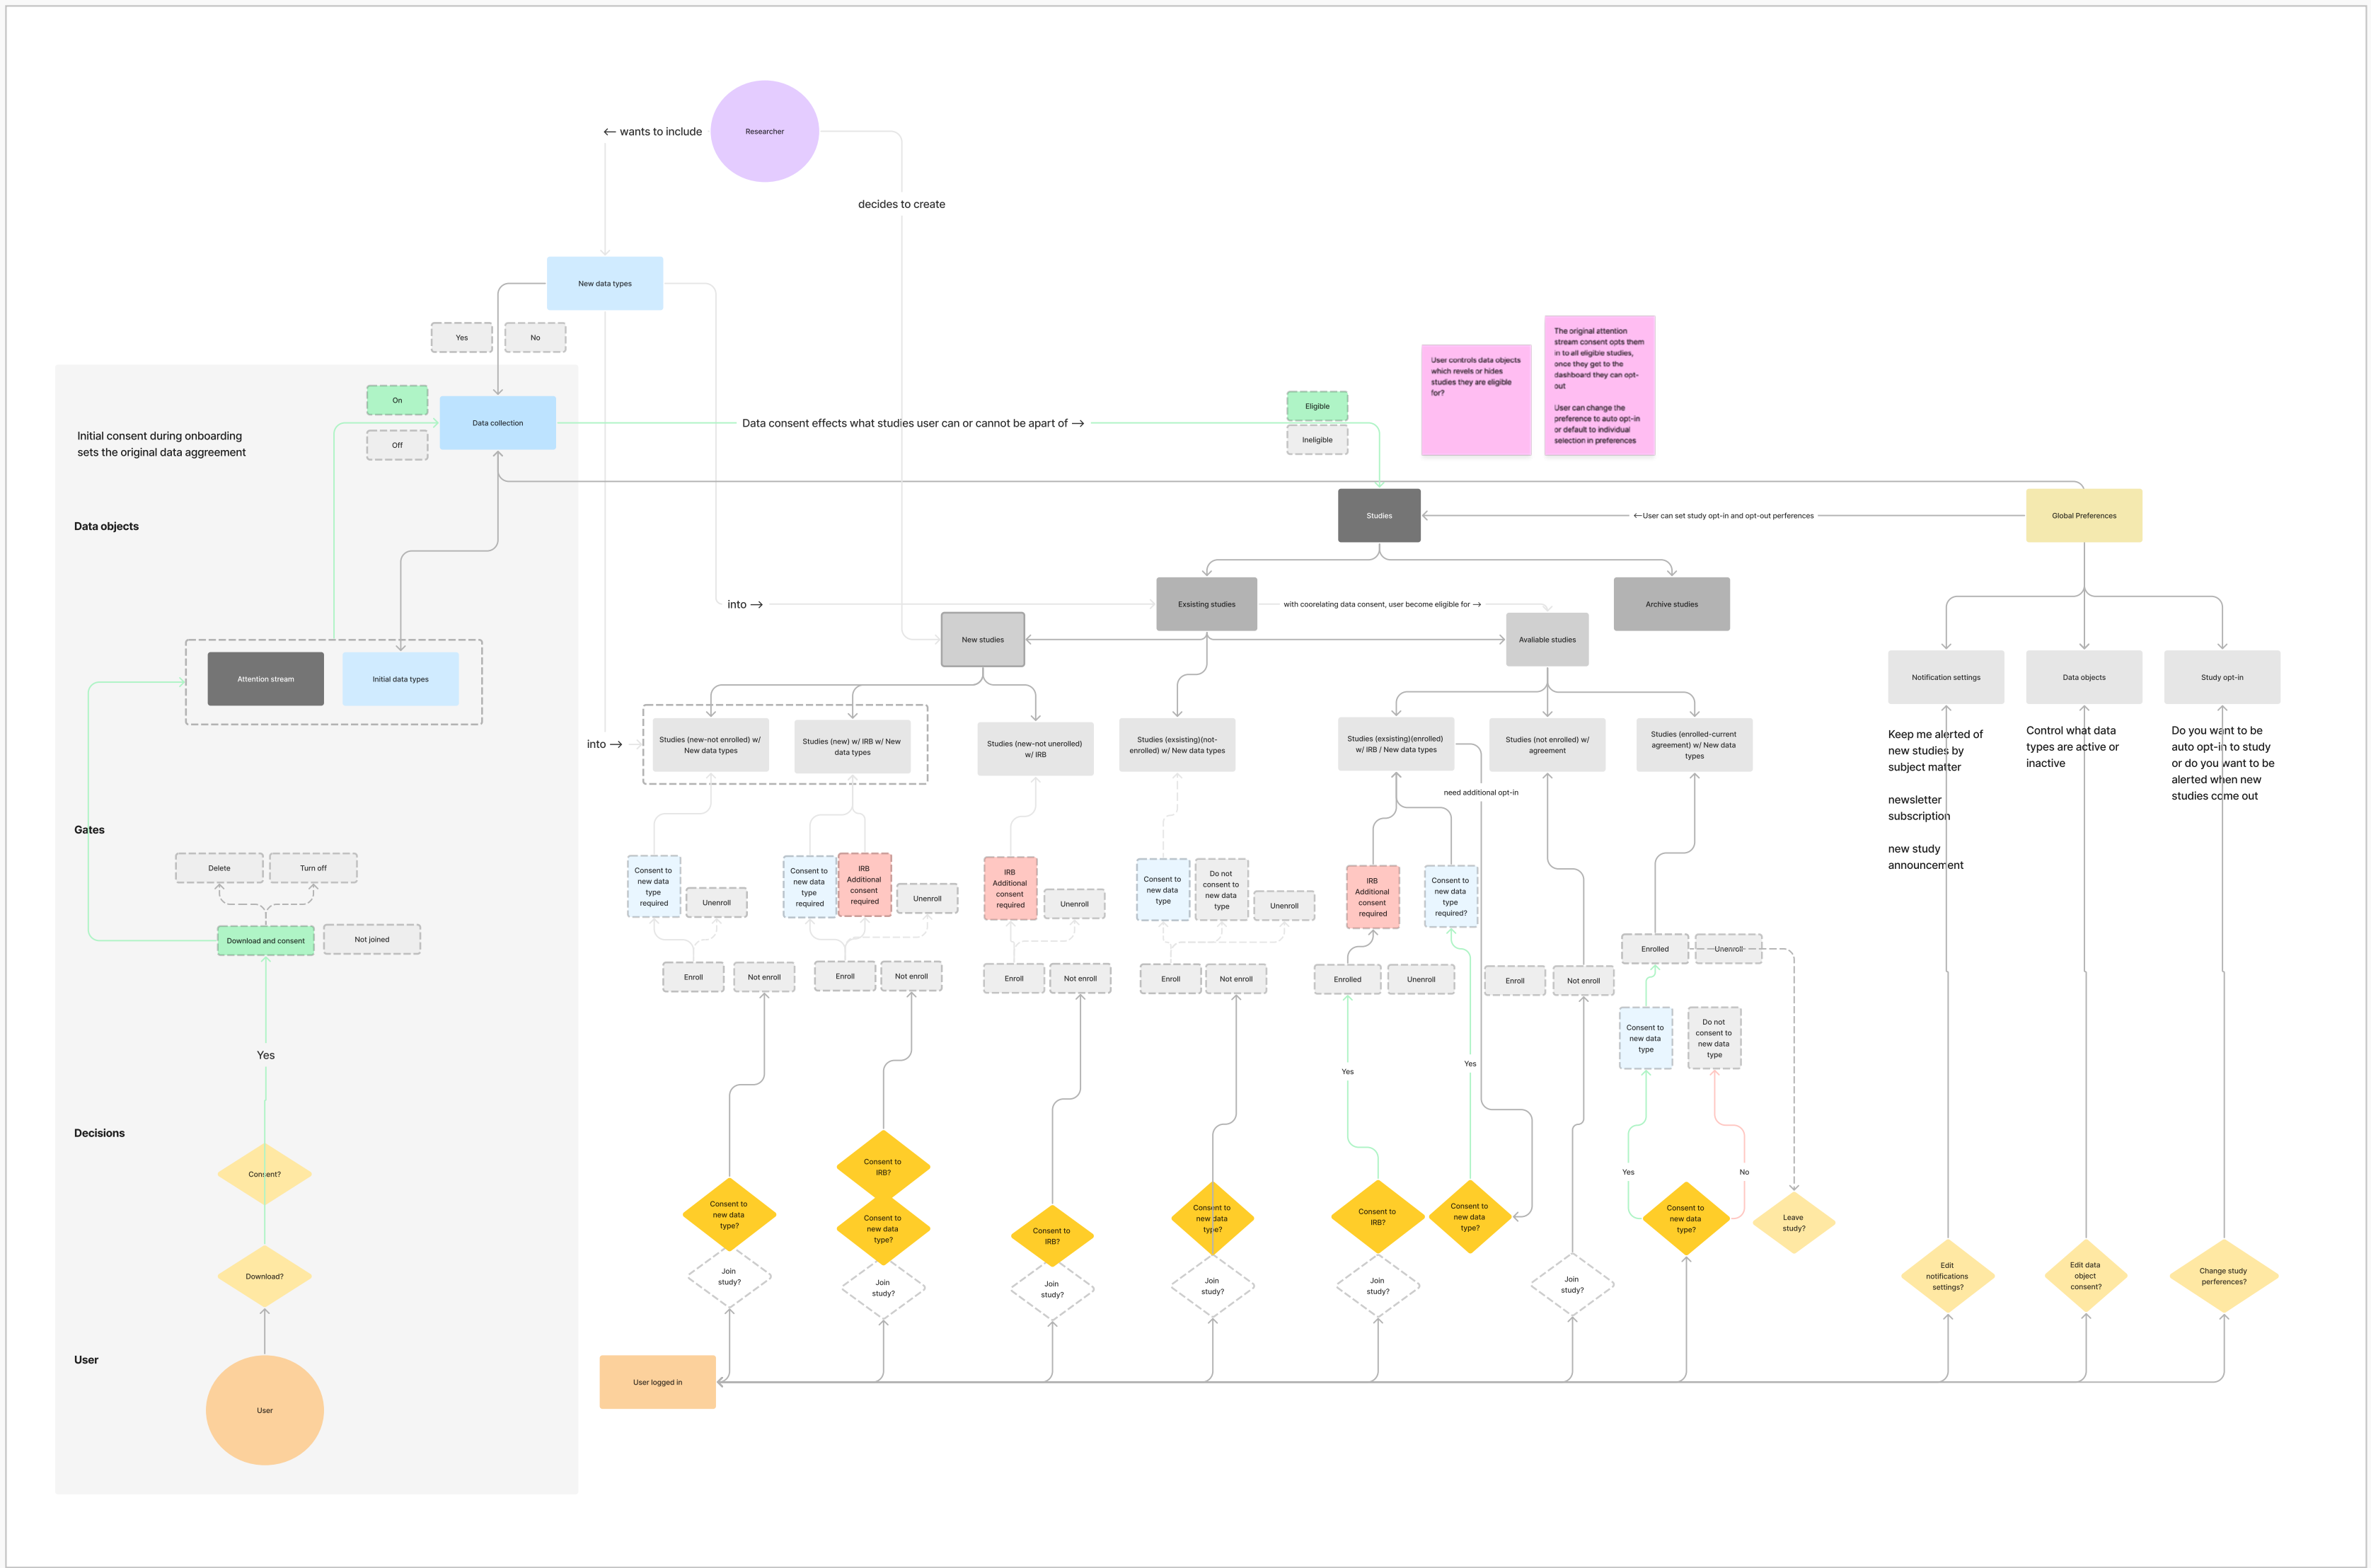 Researcher
← wants to include
decides to create
New data types
Yes
No
On
Off
Data collection
Initial consent during onboarding
sets the original data aggreement
Data consent effects what studies user can or cannot be apart of →
Eligible
Ineligible
User controls data objects
which revels or hides
studies they are eligible
for?
The original attention
stream consent opts them
in to all eligible studies,
once they get to the
dashboard they can opt-
out
User can change the
preference to auto opt-in
or default to individual
selection in preferences
Data objects
Studies
←User can set study opt-in and opt-out perferences
Global Preferences
into →
Exsisting studies
with coorelating data consent, user become eligible for →
Archive studies
New studies
Avaliable studies
Attention stream
Initial data types
Notification settings
Data objects
Study opt-in
into →
Studies (new-not enrolled) w/
New data types
Studies (new) w/ IRB w/ New
data types
Studies (new-not unerolled)
w/ IRB
Studies (exsisting)(not-
enrolled) w/ New data types
Studies (exsisting)(enrolled)
w/ IRB / New data types
Studies (not enrolled) w/
agreement
Studies (enrolled-current
agreement) w/ New data
types
Keep me alerted of
new studies by
subject matter
newsletter
subscription
new study
announcement
Control what data
types are active or
inactive
Do you want to be
auto opt-in to study
or do you want to be
alerted when new
studies come out
need additional opt-in
Gates
Delete
Turn off
Download and consent
Not joined
Consent to
new data
type
required
Unenroll
Enroll
Not enroll
Consent to
new data
type
required
IRB
Additional
consent
required
Unenroll
Enroll
Not enroll
IRB
Additional
consent
required
Unenroll
Enroll
Not enroll
Consent to
new data
type
Do not
consent to
new data
type
Unenroll
Enroll
Not enroll
IRB
Additional
consent
required
Consent to
new data
type
required?
Enrolled
Unenroll
Enroll
Not enroll
Enrolled
Unenroll
Consent to
new data
type
Do not
consent to
new data
type
Yes
Yes
Yes
Yes
No
Decisions
Consent?
Download?
Consent to
new data
type?
Join
study?
Consent to
IRB?
Consent to
new data
type?
Join
study?
Consent to
IRB?
Join
study?
Consent to
new data
type?
Join
study?
Consent to
IRB?
Join
study?
Consent to
new data
type?
Join
study?
Consent to
new data
type?
Leave
study?
Edit
notifications
settings?
Edit data
object
consent?
Change study
perferences?
User
User
User logged in